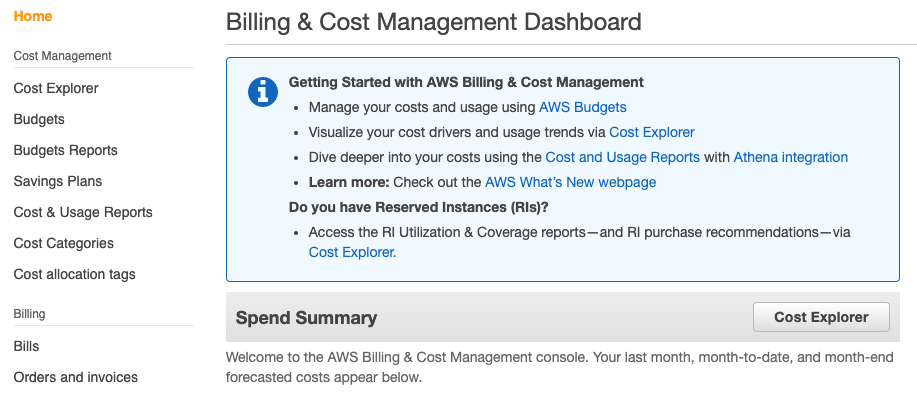 Home
Cost Management
Cost Explorer
Budgets
Budgets Reports
Savings Plans
Cost & Usage Reports
Cost Categories
Cost allocation tags
Billing
Bills
Orders and invoices
Billing & Cost Management Dashboard
Getting Started with AWS Billing & Cost Management
• Manage your costs and usage using AWS Budgets
• Visualize your cost drivers and usage trends via Cost Explorer
• Dive deeper into your costs using the Cost and Usage Reports with Athena integration
• Learn more: Check out the AWS What's New webpage
Do you have Reserved Instances (RIs)?
• Access the RI Utilization & Coverage reports—and RI purchase recommendations—via
Cost Explorer.
Spend Summary
Cost Explorer
Welcome to the AWS Billing & Cost Management console. Your last month, month-to-date, and month-end
forecasted costs appear below.